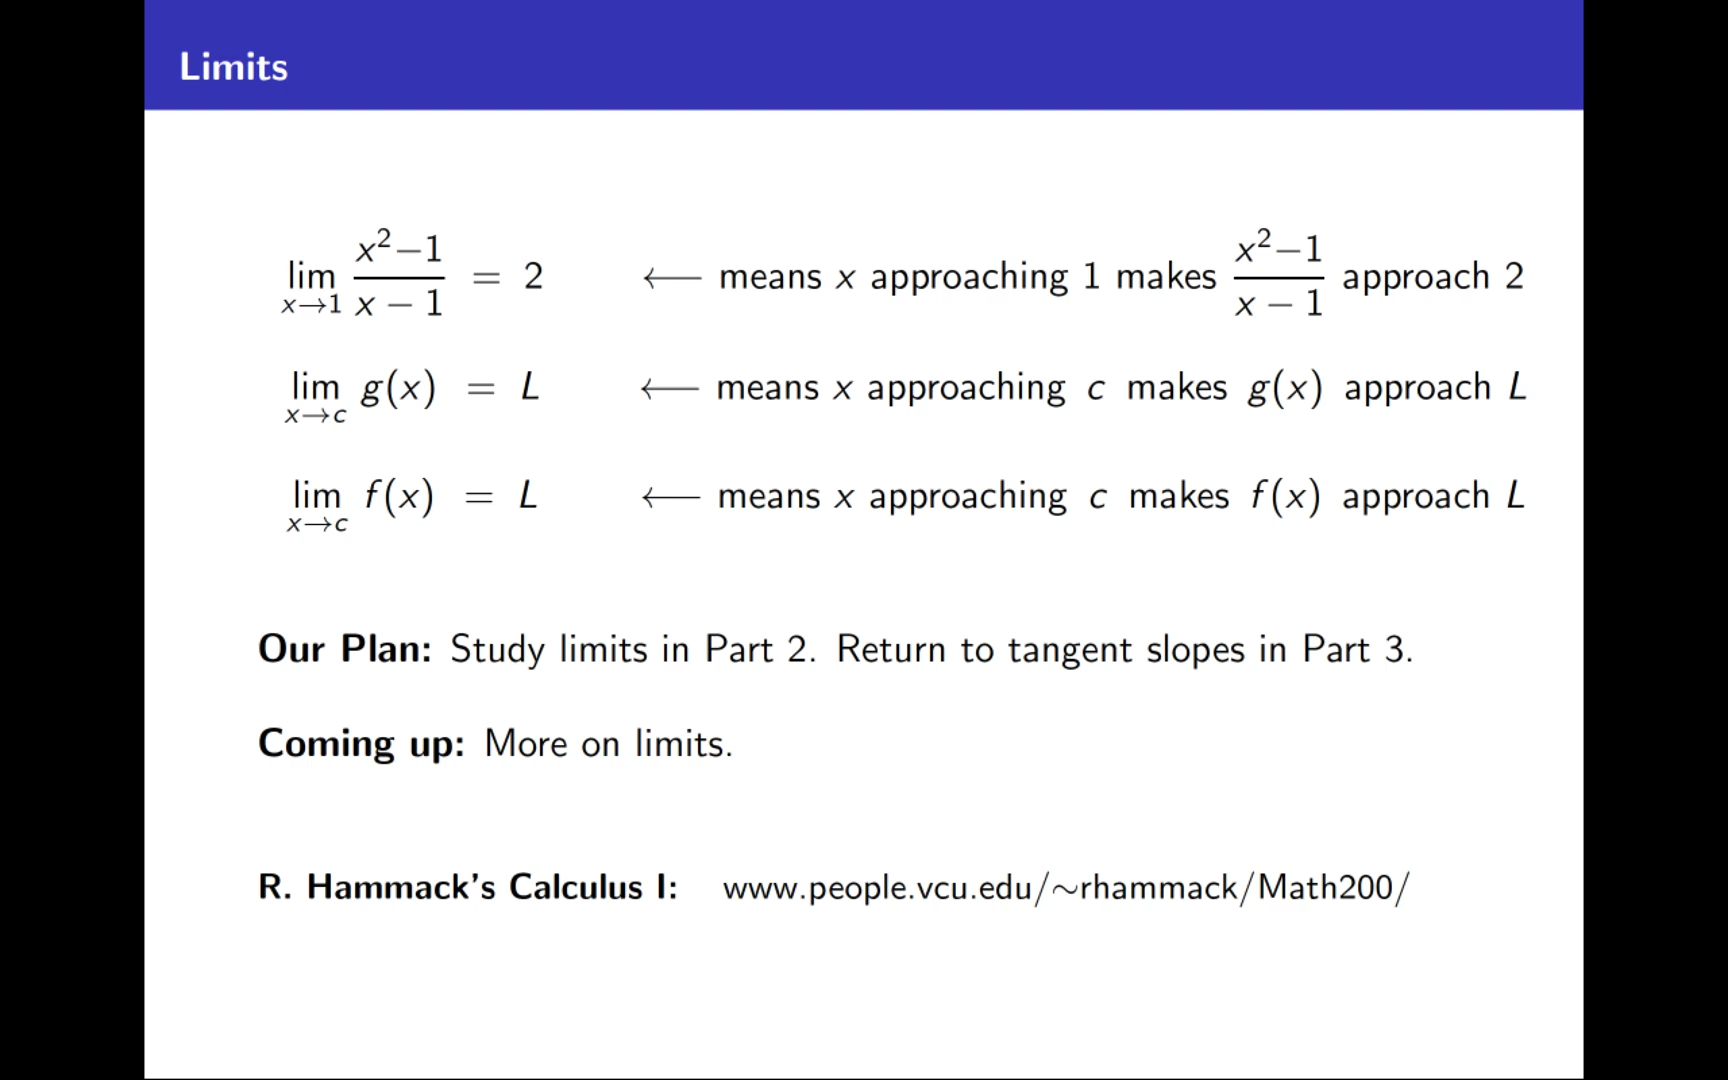 Limits
lim x→1 (x²−1)/(x − 1) = 2 ⟵ means x approaching 1 makes (x²−1)/(x − 1) approach 2
lim x→c g(x) = L ⟵ means x approaching c makes g(x) approach L
lim x→c f(x) = L ⟵ means x approaching c makes f(x) approach L
Our Plan: Study limits in Part 2. Return to tangent slopes in Part 3.
Coming up: More on limits.
R. Hammack's Calculus I: www.people.vcu.edu/∼rhammack/Math200/